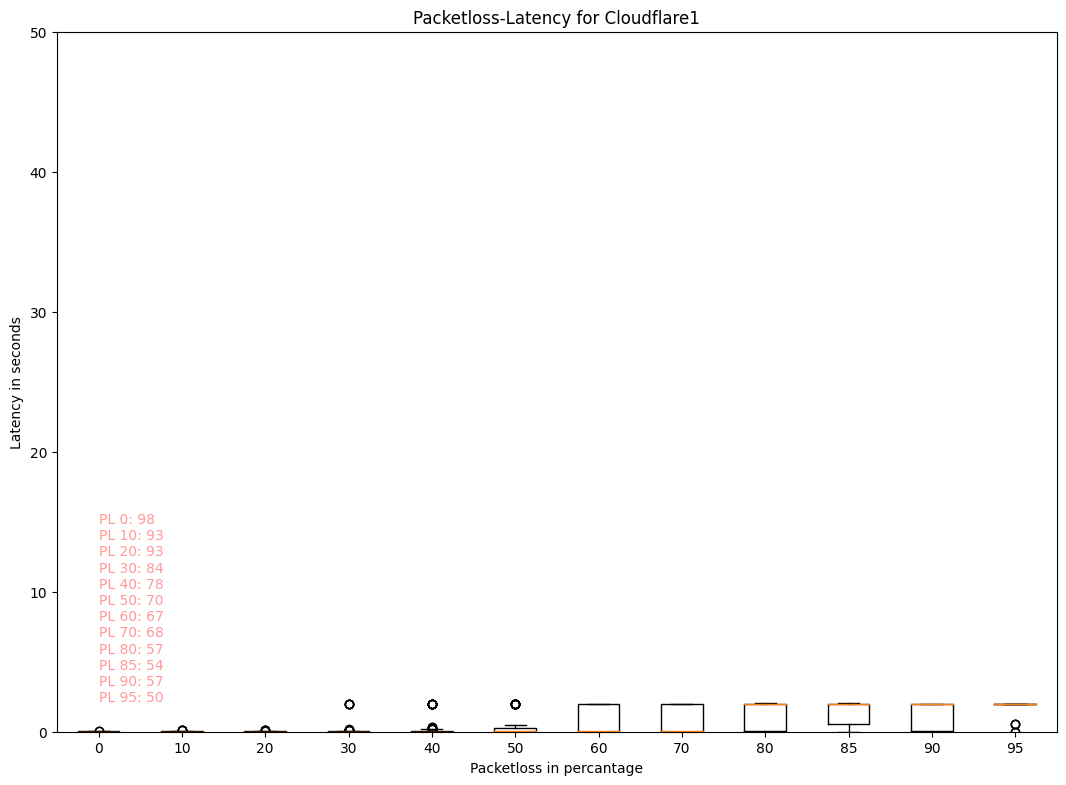 Packetloss-Latency for Cloudflare1
50
40
30
20
10
0
Latency in seconds
PL 0: 98
PL 10: 93
PL 20: 93
PL 30: 84
PL 40: 78
PL 50: 70
PL 60: 67
PL 70: 68
PL 80: 57
PL 85: 54
PL 90: 57
PL 95: 50
0 10 20 30 40 50 60 70 80 85 90 95
Packetloss in percantage